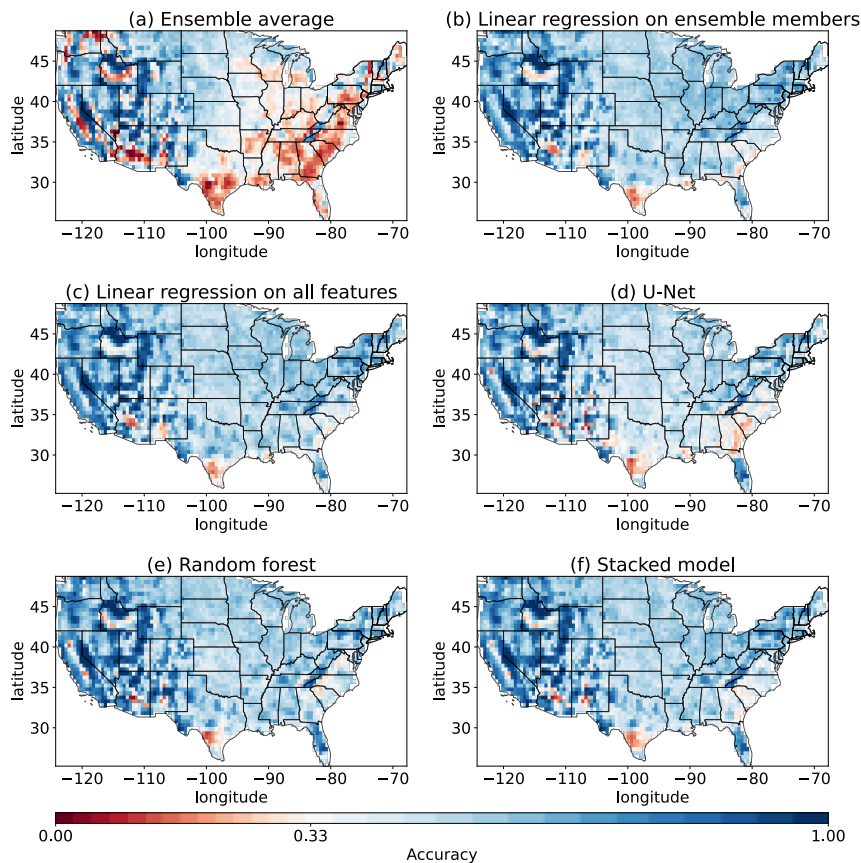 (a) Ensemble average
(b) Linear regression on ensemble members
latitude
45
40
35
30
−120 −110 −100 −90 −80 −70
longitude
latitude
45
40
35
30
−120 −110 −100 −90 −80 −70
longitude
(c) Linear regression on all features
(d) U-Net
latitude
45
40
35
30
−120 −110 −100 −90 −80 −70
longitude
latitude
45
40
35
30
−120 −110 −100 −90 −80 −70
longitude
(e) Random forest
(f) Stacked model
latitude
45
40
35
30
−120 −110 −100 −90 −80 −70
longitude
latitude
45
40
35
30
−120 −110 −100 −90 −80 −70
longitude
0.00 0.33 1.00
Accuracy